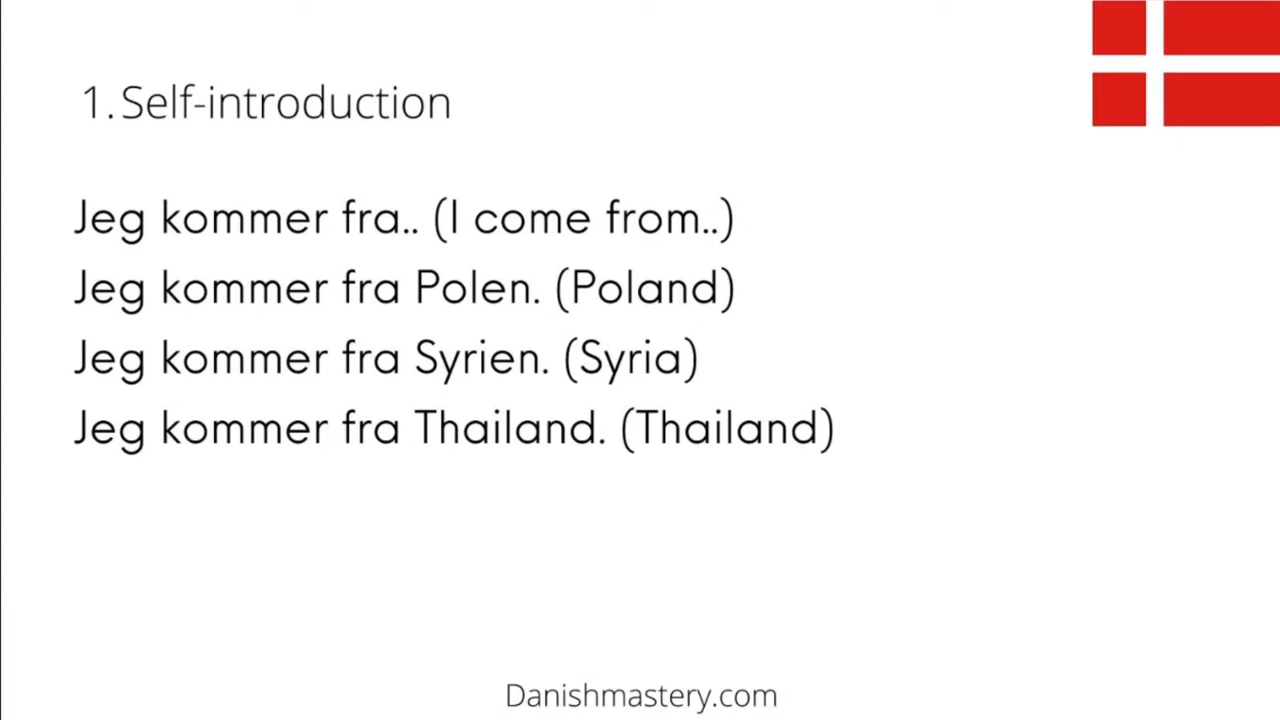 1. Self-introduction
Jeg kommer fra.. (I come from..)
Jeg kommer fra Polen. (Poland)
Jeg kommer fra Syrien. (Syria)
Jeg kommer fra Thailand. (Thailand)
Danishmastery.com